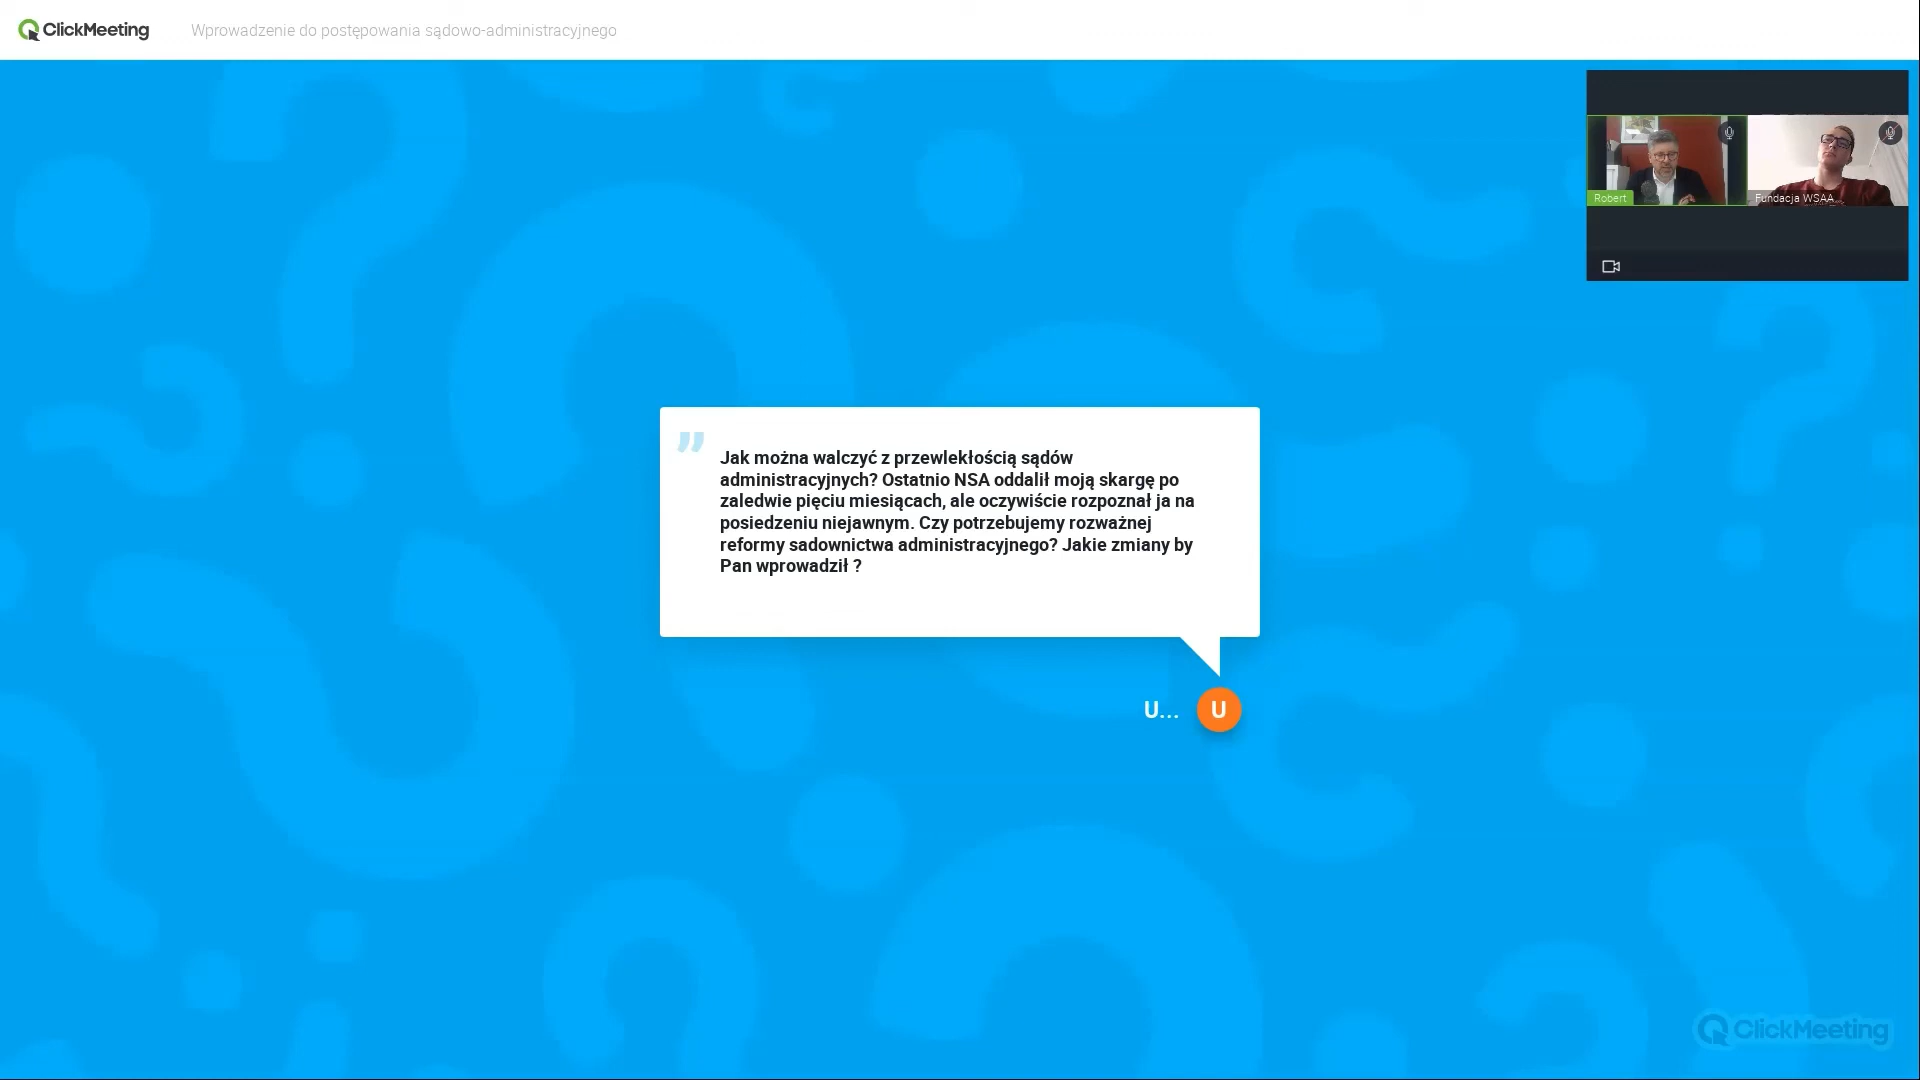 ClickMeeting
Wprowadzenie do postępowania sądowo-administracyjnego
Robert
Fundacja WSAA...
Jak można walczyć z przewlekłością sądów
administracyjnych? Ostatnio NSA oddalił moją skargę po
zaledwie pięciu miesiącach, ale oczywiście rozpoznał ja na
posiedzeniu niejawnym. Czy potrzebujemy rozważnej
reformy sadownictwa administracyjnego? Jakie zmiany by
Pan wprowadził ?
U... U
ClickMeeting